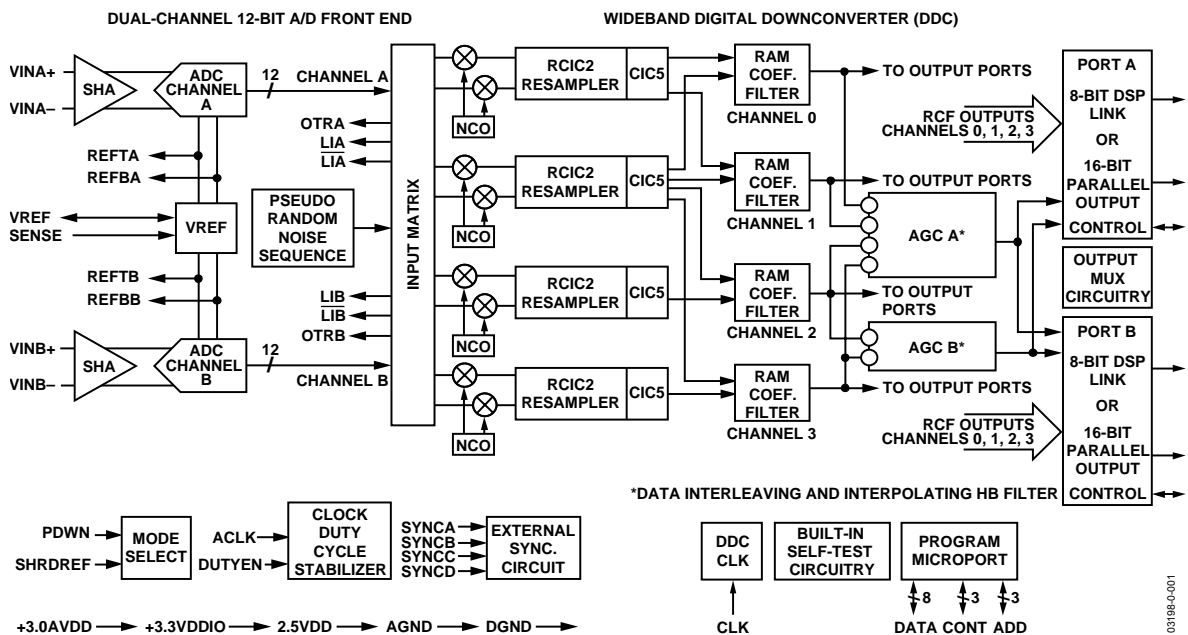 DUAL-CHANNEL 12-BIT A/D FRONT END
WIDEBAND DIGITAL DOWNCONVERTER (DDC)
VINA+
VINA–
SHA
ADC
CHANNEL
A
12
CHANNEL A
OTRA
LIA
LIA
REFTA
REFBA
VREF
SENSE
VREF
PSEUDO
RANDOM
NOISE
SEQUENCE
REFTB
REFBB
LIB
LIB
OTRB
VINB+
VINB–
SHA
ADC
CHANNEL
B
12
CHANNEL B
INPUT MATRIX
NCO
RCIC2
RESAMPLER
CIC5
RAM
COEF.
FILTER
CHANNEL 0
TO OUTPUT PORTS
NCO
RCIC2
RESAMPLER
CIC5
RAM
COEF.
FILTER
CHANNEL 1
TO OUTPUT PORTS
NCO
RCIC2
RESAMPLER
CIC5
RAM
COEF.
FILTER
CHANNEL 2
TO OUTPUT
PORTS
NCO
RCIC2
RESAMPLER
CIC5
RAM
COEF.
FILTER
CHANNEL 3
TO OUTPUT PORTS
AGC A*
AGC B*
RCF OUTPUTS
CHANNELS 0, 1, 2, 3
PORT A
8-BIT DSP
LINK
OR
16-BIT
PARALLEL
OUTPUT
CONTROL
OUTPUT
MUX
CIRCUITRY
RCF OUTPUTS
CHANNELS 0, 1, 2, 3
PORT B
8-BIT DSP
LINK
OR
16-BIT
PARALLEL
OUTPUT
CONTROL
*DATA INTERLEAVING AND INTERPOLATING HB FILTER
PDWN
SHRDREF
MODE
SELECT
ACLK
DUTYEN
CLOCK
DUTY
CYCLE
STABILIZER
SYNCA
SYNCB
SYNCC
SYNCD
EXTERNAL
SYNC.
CIRCUIT
DDC
CLK
CLK
BUILT-IN
SELF-TEST
CIRCUITRY
PROGRAM
MICROPORT
8
3
3
DATA CONT ADD
+3.0AVDD
+3.3VDDIO
2.5VDD
AGND
DGND
03198-0-001